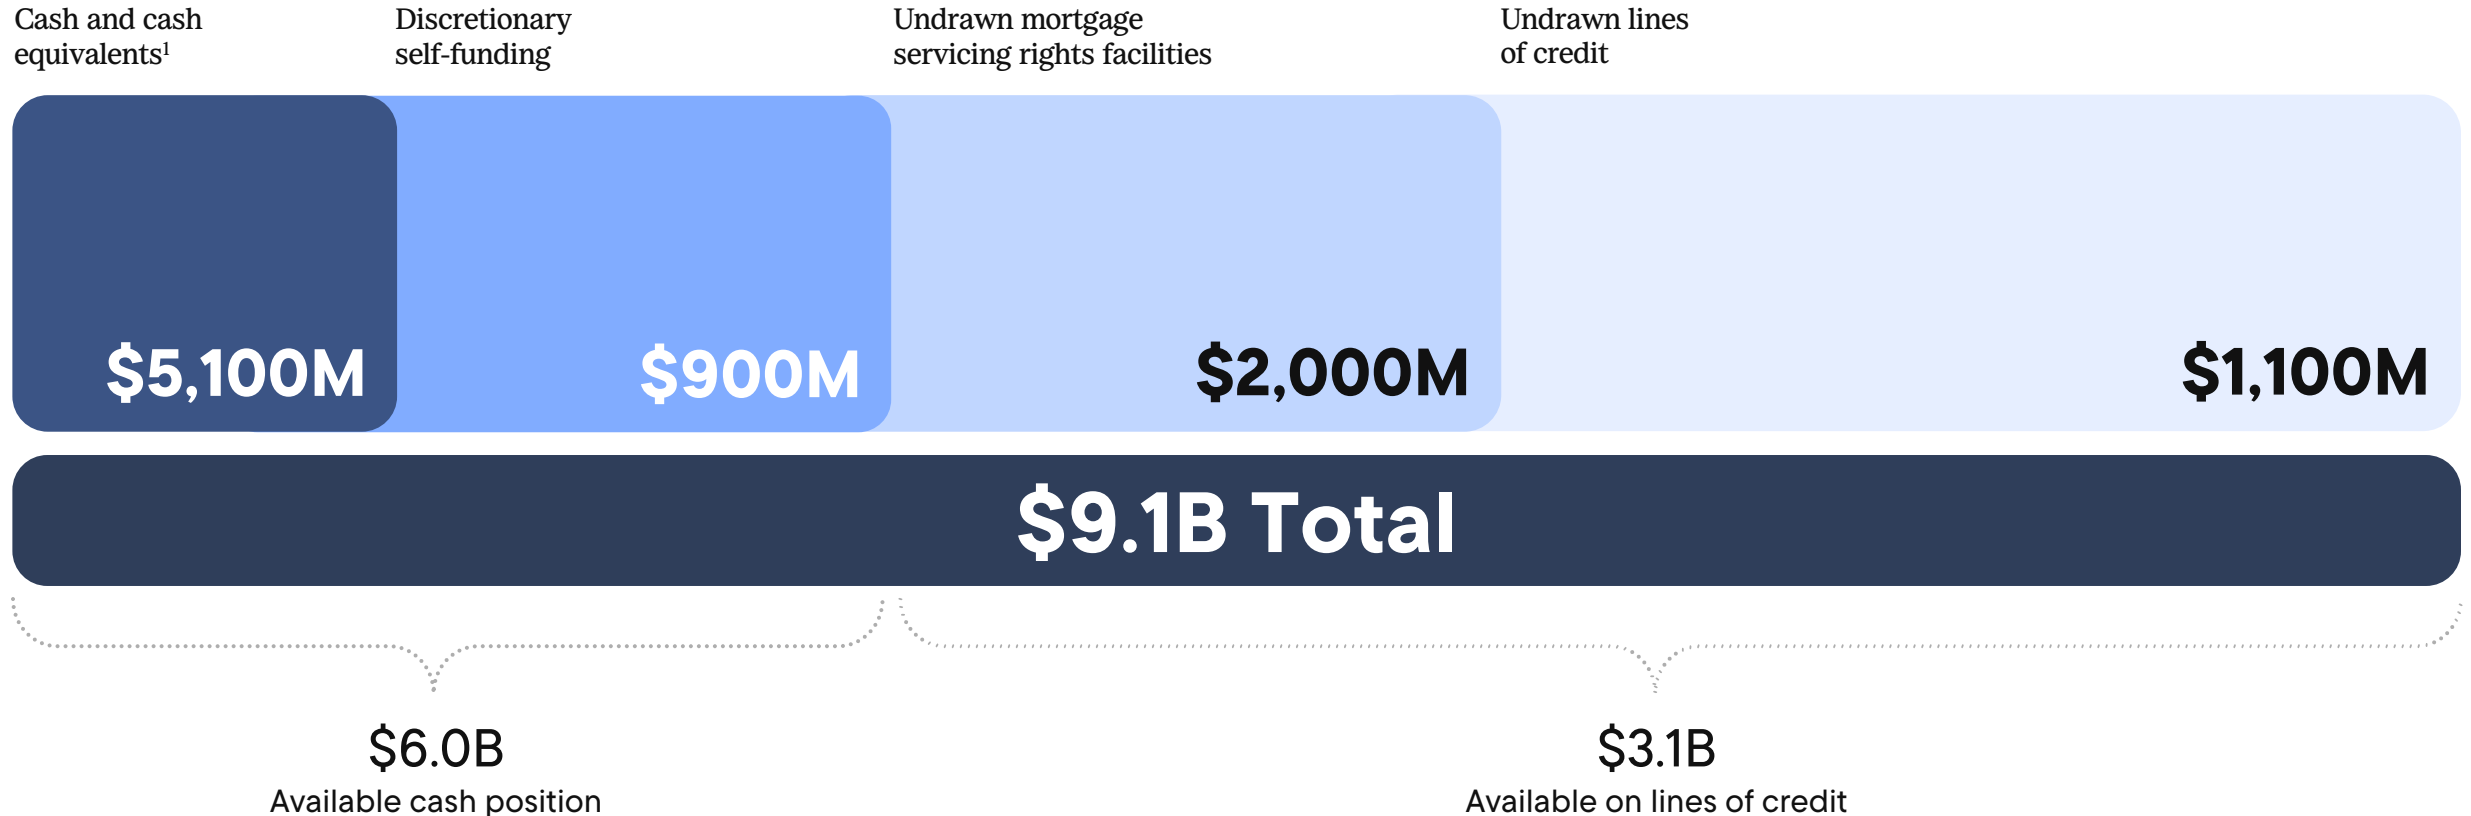 Cash and cash
equivalents¹
Discretionary
self-funding
Undrawn mortgage
servicing rights facilities
Undrawn lines
of credit
$5,100M
$900M
$2,000M
$1,100M
$9.1B Total
$6.0B
Available cash position
$3.1B
Available on lines of credit